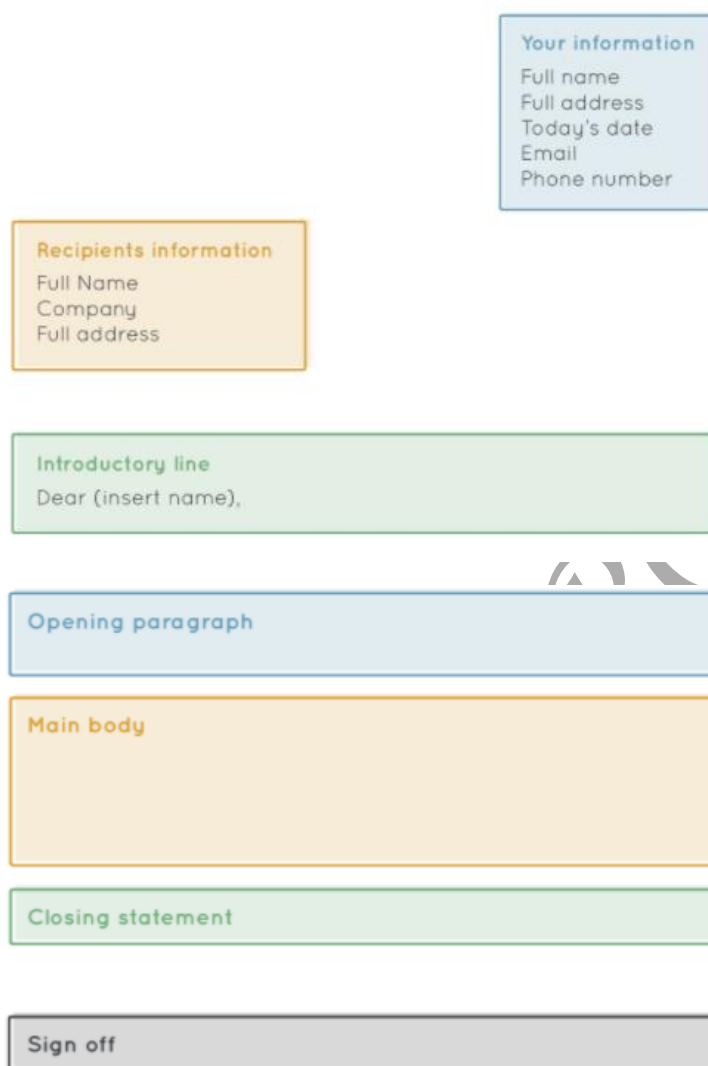 Your information
Full name
Full address
Today's date
Email
Phone number
Recipients information
Full Name
Company
Full address
Introductory line
Dear (insert name),
Opening paragraph
Main body
Closing statement
Sign off